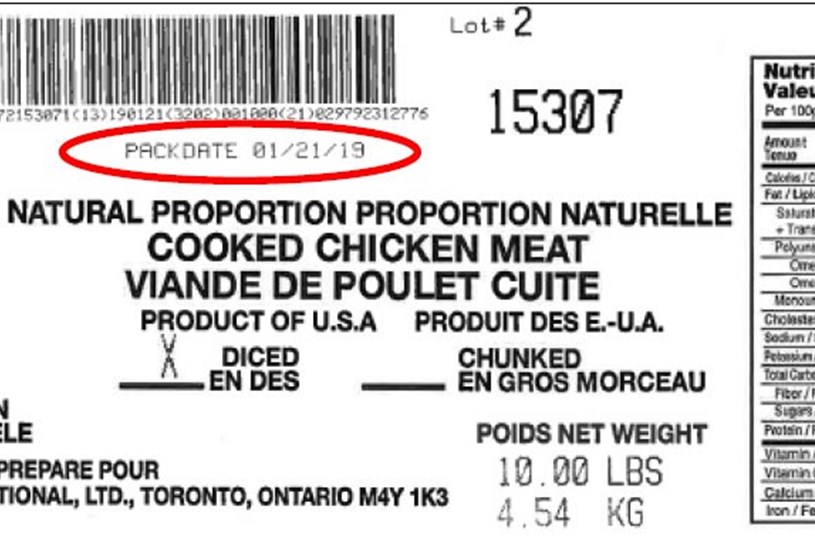 Lot# 2
72153071(13)190121(3202)001000(21)029792312776
15307
PACKDATE 01/21/19
NATURAL PROPORTION PROPORTION NATURELLE
COOKED CHICKEN MEAT
VIANDE DE POULET CUITE
PRODUCT OF U.S.A PRODUIT DES E.-U.A.
X DICED
EN DES
CHUNKED
EN GROS MORCEAU
N
ELE
POIDS NET WEIGHT
10.00 LBS
4.54 KG
PREPARE POUR
TIONAL, LTD., TORONTO, ONTARIO M4Y 1K3
Nutri
Valeu
Per 100g
Amount
Teneur
Calories / C
Fat / Lipi
Saturat
+ Trans
Polyuns
Ome
Ome
Monour
Choleste
Sodium /
Potassium
Total Carbo
Fiber / F
Sugars
Protein / P
Vitamin
Vitamin
Calcium
Iron / Fe